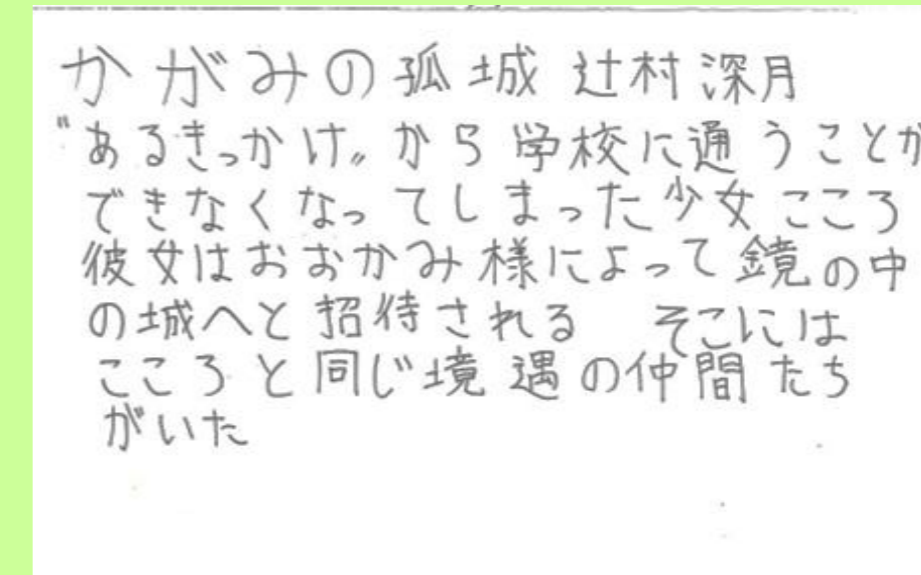 かがみの孤城 辻村深月
“あるきっかけ”から学校に通うことが
できなくなってしまった少女こころ
彼女はおおかみ様によって鏡の中
の城へと招待される　そこには
こころと同じ境遇の仲間たち
がいた